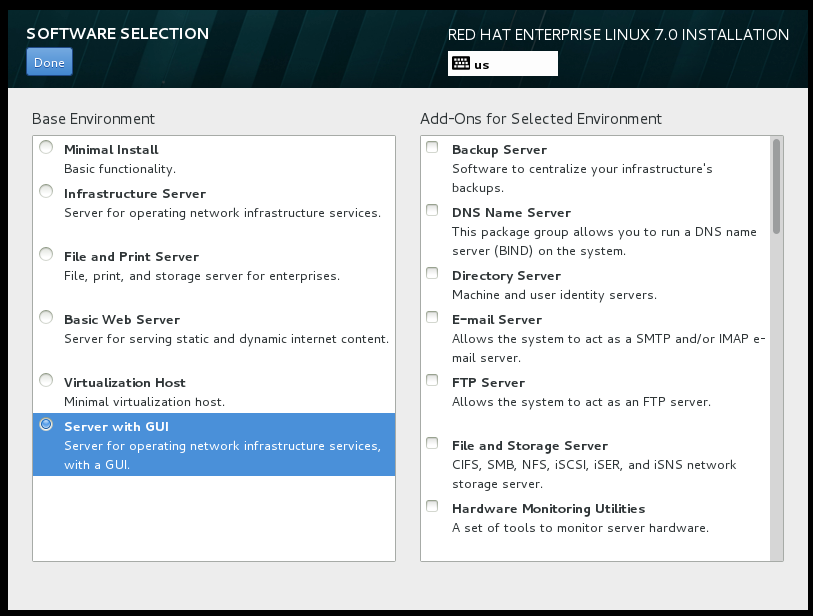 SOFTWARE SELECTION
RED HAT ENTERPRISE LINUX 7.0 INSTALLATION
Done
us
Base Environment
Minimal Install
Basic functionality.
Infrastructure Server
Server for operating network infrastructure services.
File and Print Server
File, print, and storage server for enterprises.
Basic Web Server
Server for serving static and dynamic internet content.
Virtualization Host
Minimal virtualization host.
Server with GUI
Server for operating network infrastructure services,
with a GUI.
Add-Ons for Selected Environment
Backup Server
Software to centralize your infrastructure's
backups.
DNS Name Server
This package group allows you to run a DNS name
server (BIND) on the system.
Directory Server
Machine and user identity servers.
E-mail Server
Allows the system to act as a SMTP and/or IMAP e-
mail server.
FTP Server
Allows the system to act as an FTP server.
File and Storage Server
CIFS, SMB, NFS, iSCSI, iSER, and iSNS network
storage server.
Hardware Monitoring Utilities
A set of tools to monitor server hardware.